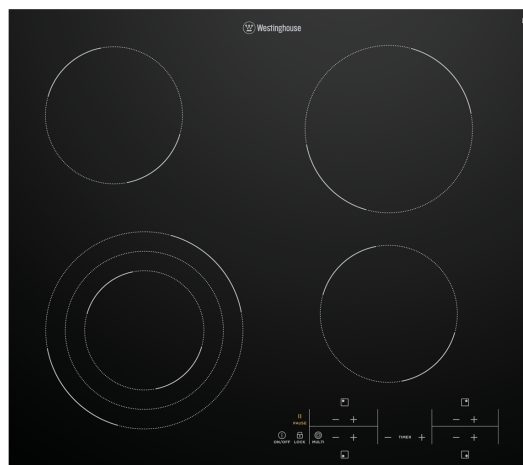 Westinghouse
PAUSE
ON/OFF LOCK MULTI
− + − +
− + − TIMER + − +